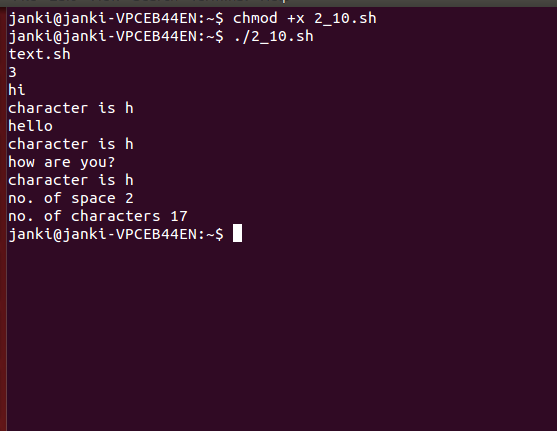 janki@janki-VPCEB44EN:~$ chmod +x 2_10.sh
janki@janki-VPCEB44EN:~$ ./2_10.sh
text.sh
3
hi
character is h
hello
character is h
how are you?
character is h
no. of space 2
no. of characters 17
janki@janki-VPCEB44EN:~$